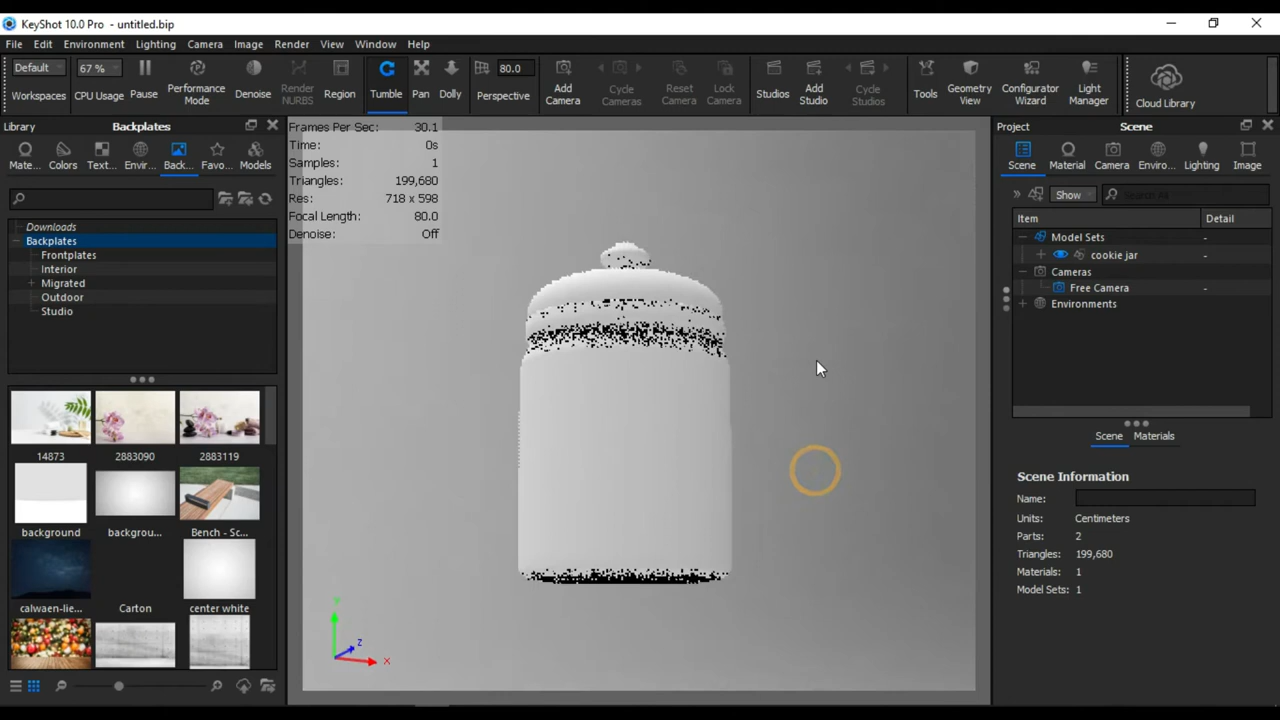 KeyShot 10.0 Pro - untitled.bip
File Edit Environment Lighting Camera Image Render View Window Help
Default 67 % 80.0
Workspaces CPU Usage Pause Performance Mode Denoise Render NURBS Region Tumble Pan Dolly Perspective Add Camera Cycle Cameras Reset Camera Lock Camera Studios Add Studio Cycle Studios Tools Geometry View Configurator Wizard Light Manager Cloud Library
Library Backplates
Mate... Colors Text... Envir... Back... Favo... Models
Downloads
Backplates
Frontplates
Interior
Migrated
Outdoor
Studio
14873 2883090 2883119
background backgrou... Bench - Sc...
calwaen-lie... Carton center white
Frames Per Sec: 30.1
Time: 0s
Samples: 1
Triangles: 199,680
Res: 718 x 598
Focal Length: 80.0
Denoise: Off
Y
Z
X
Project Scene
Scene Material Camera Enviro... Lighting Image
Show Search All
Item Detail
Model Sets -
cookie jar -
Cameras
Free Camera -
Environments
Scene Materials
Scene Information
Name:
Units: Centimeters
Parts: 2
Triangles: 199,680
Materials: 1
Model Sets: 1